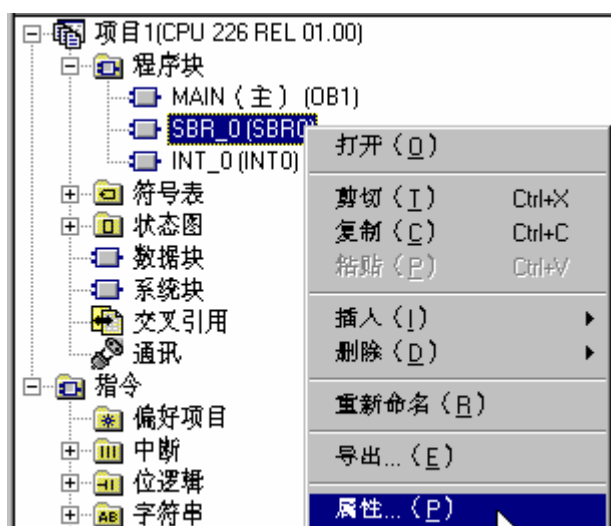 项目1(CPU 226 REL 01.00)
程序块
MAIN（主）(OB1)
SBR_0 (SBR0)
INT_0 (INT0)
符号表
状态图
数据块
系统块
交叉引用
通讯
指令
偏好项目
中断
位逻辑
字符串
打开（O）
剪切（T） Ctrl+X
复制（C） Ctrl+C
粘贴（P） Ctrl+V
插入（I）
删除（D）
重新命名（R）
导出...（E）
属性...（P）